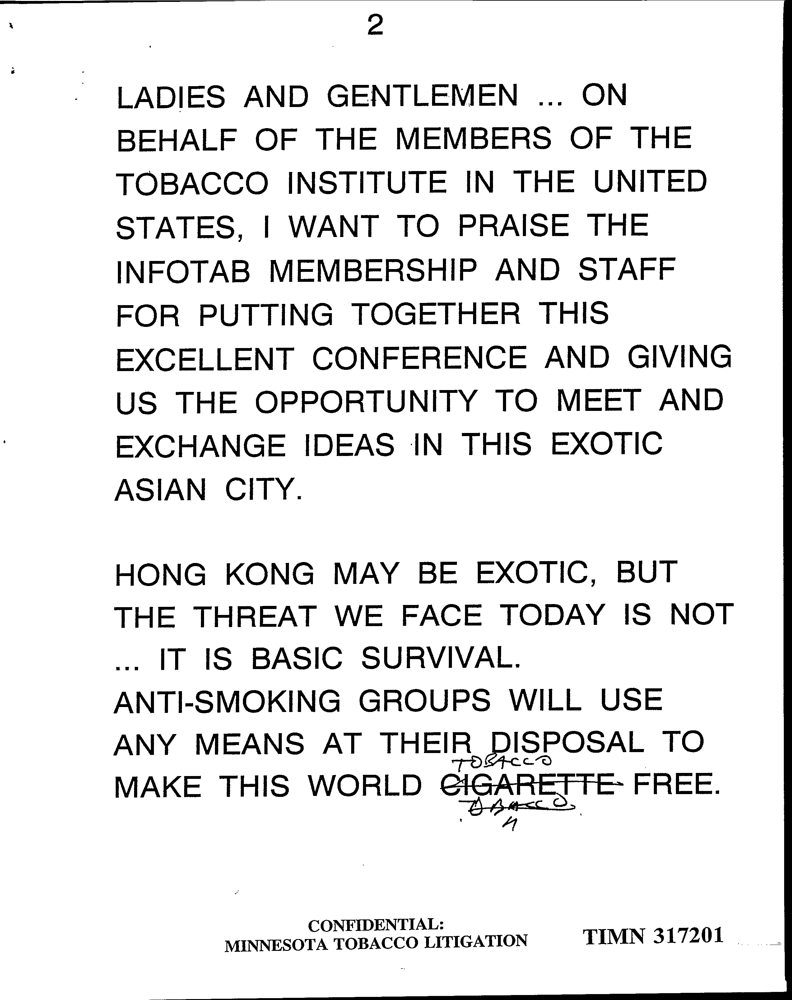 2
LADIES AND GENTLEMEN ... ON
BEHALF OF THE MEMBERS OF THE
TOBACCO INSTITUTE IN THE UNITED
STATES, I WANT TO PRAISE THE
INFOTAB MEMBERSHIP AND STAFF
FOR PUTTING TOGETHER THIS
EXCELLENT CONFERENCE AND GIVING
US THE OPPORTUNITY TO MEET AND
EXCHANGE IDEAS IN THIS EXOTIC
ASIAN CITY.
HONG KONG MAY BE EXOTIC, BUT
THE THREAT WE FACE TODAY IS NOT
... IT IS BASIC SURVIVAL.
ANTI-SMOKING GROUPS WILL USE
ANY MEANS AT THEIR DISPOSAL TO
TOBACCO
MAKE THIS WORLD CIGARETTE FREE.
CONFIDENTIAL:
MINNESOTA TOBACCO LITIGATION
TIMN 317201